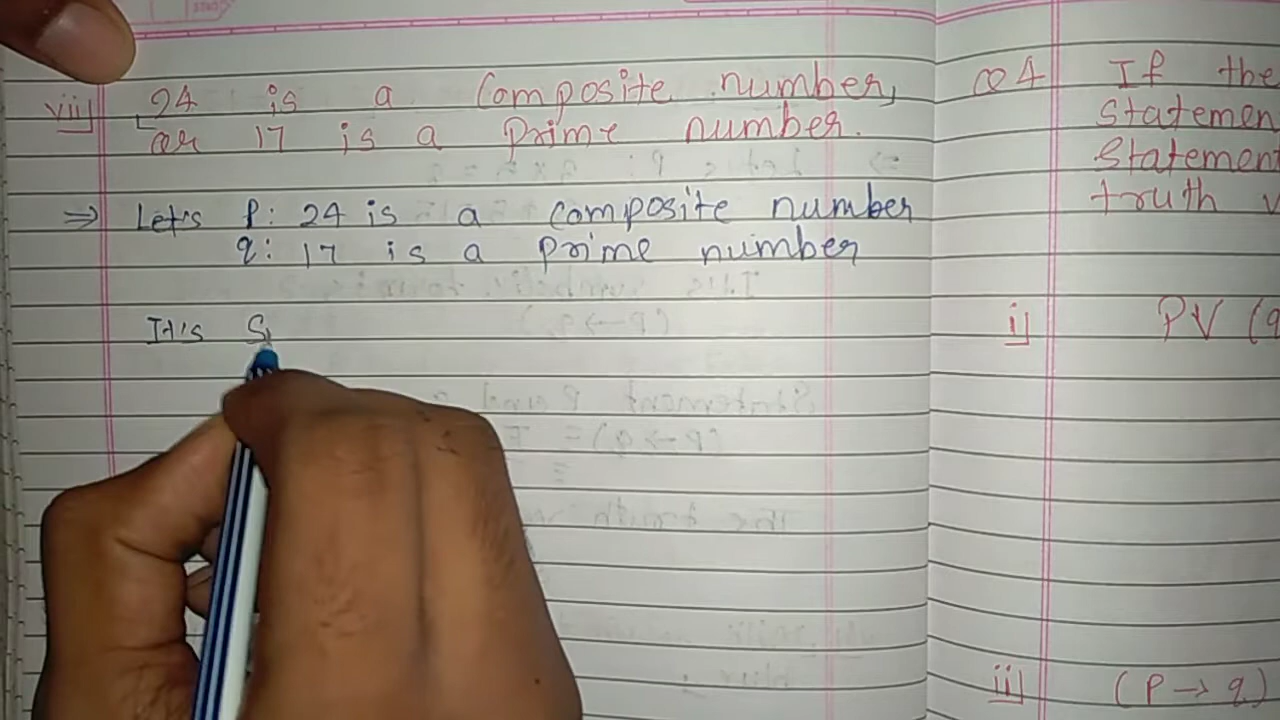 viii] 24 is a Composite number,
or 17 is a Prime number.
⇒ Let's P: 24 is a composite number
q: 17 is a prime number
It's S
Q4 If the
Statemen
Statement
truth v
i] PV (q
ii] (P → q)